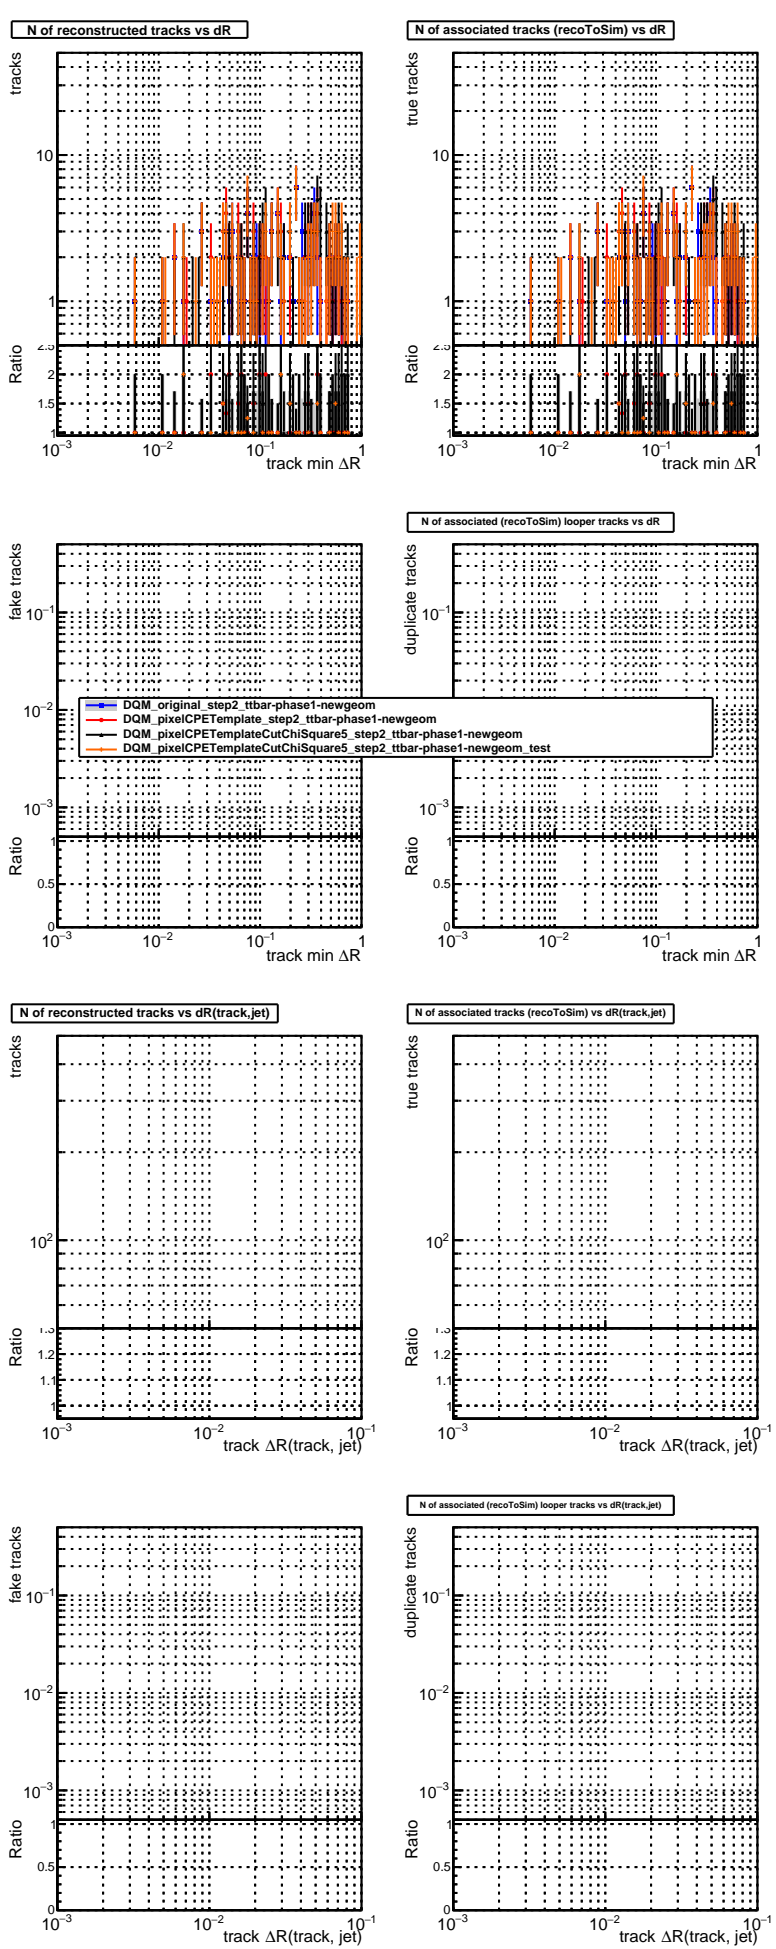 N of reconstructed tracks vs dR
tracks
10
1
Ratio
2.5
2
1.5
1
10−3 10−2 10−1 1
track min ΔR
N of associated tracks (recoToSim) vs dR
true tracks
10
1
Ratio
2.5
2
1.5
1
10−3 10−2 10−1 1
track min ΔR
fake tracks
10−1
10−2
10−3
Ratio
1
0.5
0
10−3 10−2 10−1 1
track min ΔR
N of associated (recoToSim) looper tracks vs dR
duplicate tracks
10−1
10−3
Ratio
1
0.5
0
10−3 10−2 10−1 1
track min ΔR
DQM_original_step2_ttbar-phase1-newgeom
DQM_pixelCPETemplate_step2_ttbar-phase1-newgeom
DQM_pixelCPETemplateCutChiSquare5_step2_ttbar-phase1-newgeom
DQM_pixelCPETemplateCutChiSquare5_step2_ttbar-phase1-newgeom_test
N of reconstructed tracks vs dR(track,jet)
tracks
10²
Ratio
1.3
1.2
1.1
1
10−3 10−2 10−1
track ΔR(track, jet)
N of associated tracks (recoToSim) vs dR(track,jet)
true tracks
10²
Ratio
1.3
1.2
1.1
1
10−3 10−2 10−1
track ΔR(track, jet)
fake tracks
10−1
10−2
10−3
Ratio
1
0.5
0
10−3 10−2 10−1
track ΔR(track, jet)
N of associated (recoToSim) looper tracks vs dR(track,jet)
duplicate tracks
10−1
10−2
10−3
Ratio
1
0.5
0
10−3 10−2 10−1
track ΔR(track, jet)